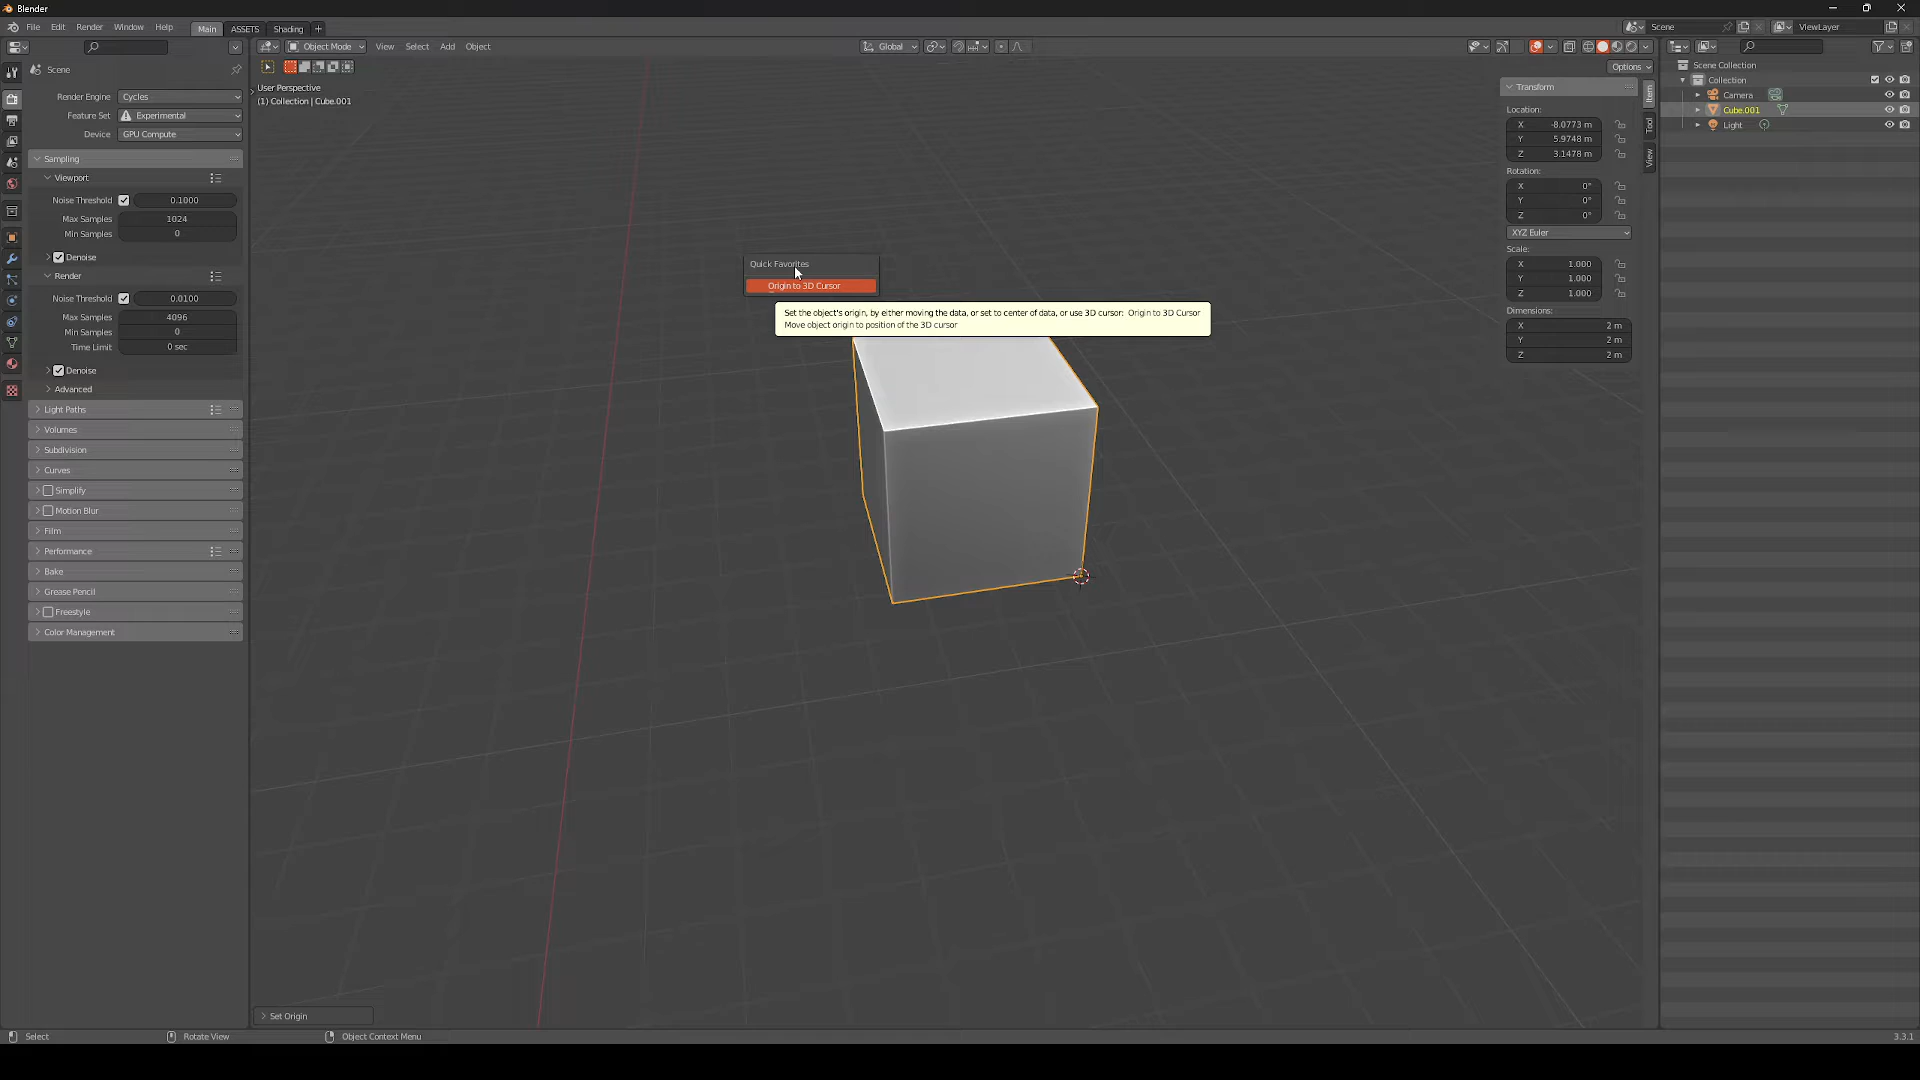 Blender
File Edit Render Window Help Main ASSETS Shading + Scene ViewLayer
Object Mode View Select Add Object Global
Options
Scene
Render Engine Cycles
Feature Set Experimental
Device GPU Compute
Sampling
Viewport
Noise Threshold 0.1000
Max Samples 1024
Min Samples 0
Denoise
Render
Noise Threshold 0.0100
Max Samples 4096
Min Samples 0
Time Limit 0 sec
Denoise
Advanced
Light Paths
Volumes
Subdivision
Curves
Simplify
Motion Blur
Film
Performance
Bake
Grease Pencil
Freestyle
Color Management
User Perspective
(1) Collection | Cube.001
Quick Favorites
Origin to 3D Cursor
Set the object's origin, by either moving the data, or set to center of data, or use 3D cursor: Origin to 3D Cursor
Move object origin to position of the 3D cursor
Set Origin
Transform
Location:
X -8.0773 m
Y 5.9748 m
Z 3.1478 m
Rotation:
X 0°
Y 0°
Z 0°
XYZ Euler
Scale:
X 1.000
Y 1.000
Z 1.000
Dimensions:
X 2 m
Y 2 m
Z 2 m
Item
Tool
View
Scene Collection
Collection
Camera
Cube.001
Light
Select Rotate View Object Context Menu 3.3.1